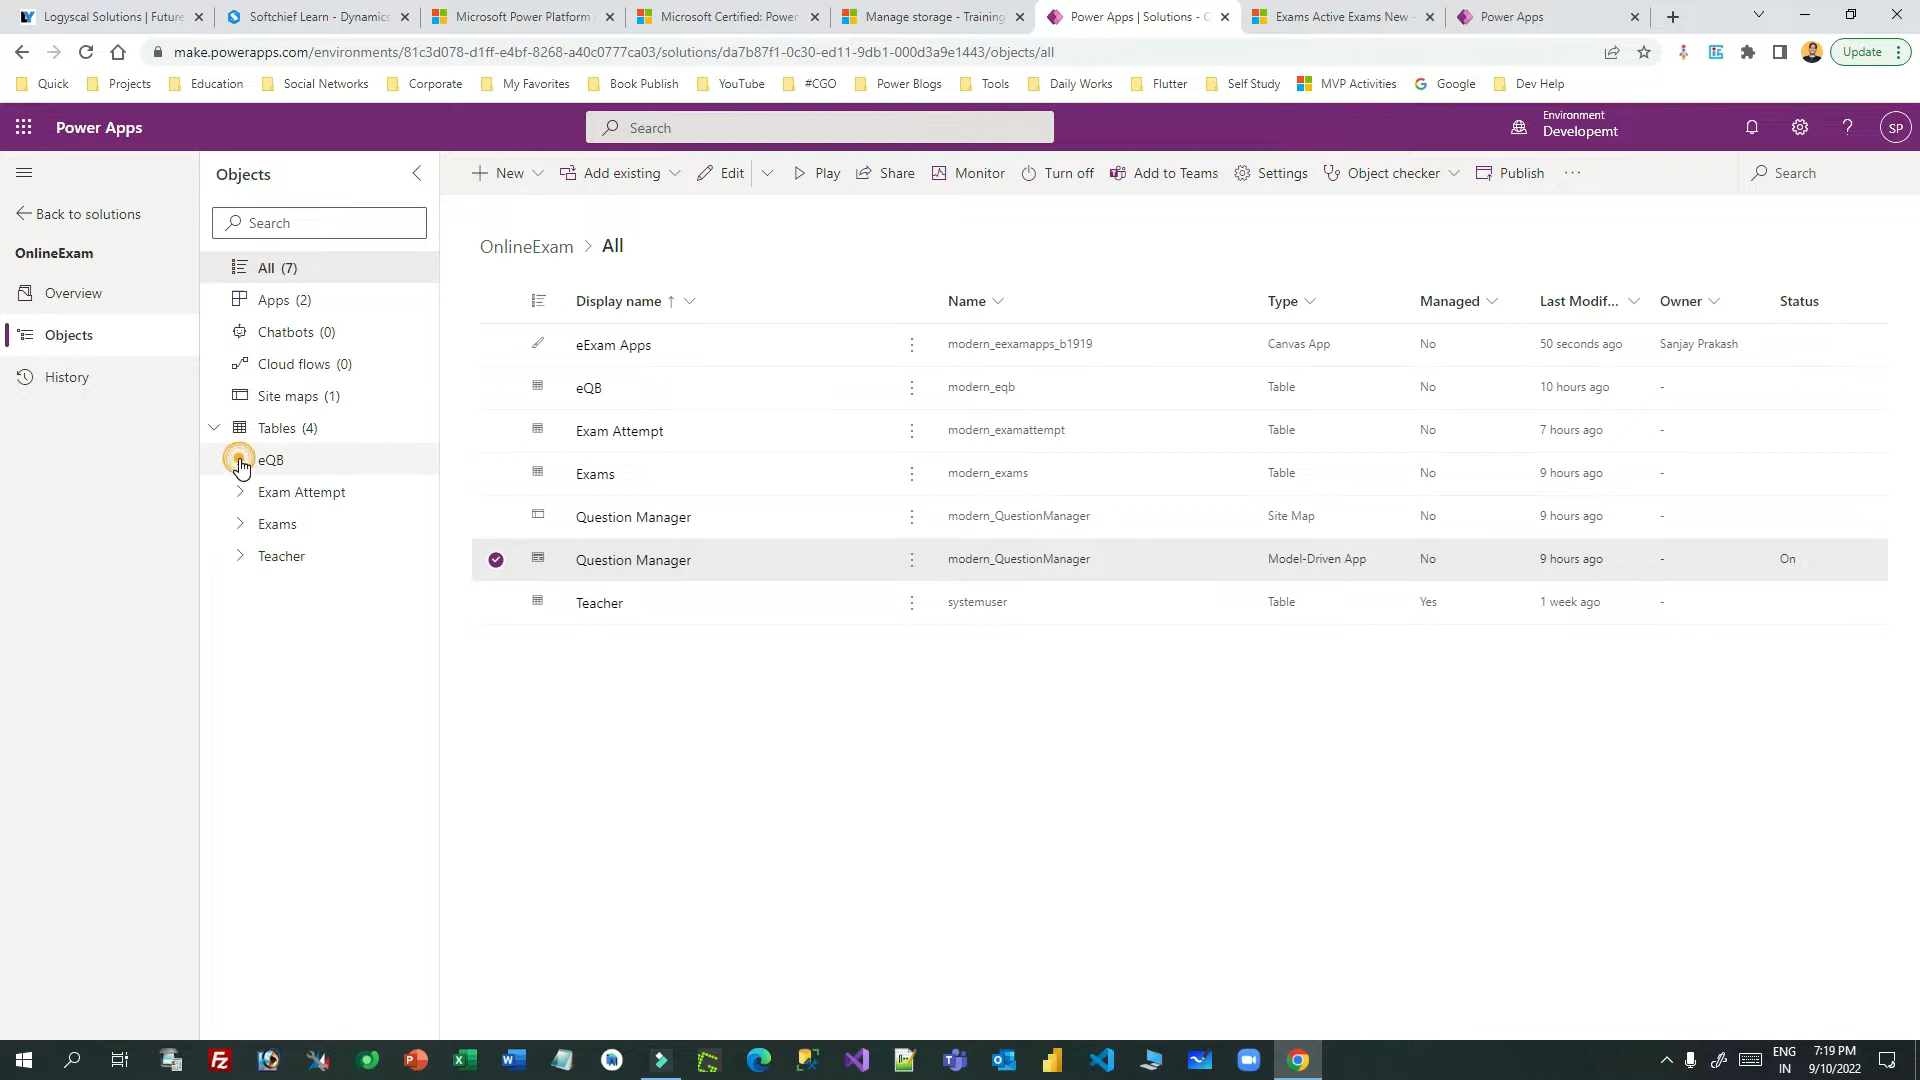 Logyscal Solutions | Future
Softchief Learn - Dynamics
Microsoft Power Platform
Microsoft Certified: Power
Manage storage - Training
Power Apps | Solutions - O
Exams Active Exams New -
Power Apps
make.powerapps.com/environments/81c3d078-d1ff-e4bf-8268-a40c0777ca03/solutions/da7b87f1-0c30-ed11-9db1-000d3a9e1443/objects/all
Update
Quick
Projects
Education
Social Networks
Corporate
My Favorites
Book Publish
YouTube
#CGO
Power Blogs
Tools
Daily Works
Flutter
Self Study
MVP Activities
Google
Dev Help
Power Apps
Search
Environment
Developemt
SP
Objects
New
Add existing
Edit
Play
Share
Monitor
Turn off
Add to Teams
Settings
Object checker
Publish
Search
Back to solutions
OnlineExam
Overview
Objects
History
Search
All (7)
Apps (2)
Chatbots (0)
Cloud flows (0)
Site maps (1)
Tables (4)
eQB
Exam Attempt
Exams
Teacher
OnlineExam > All
Display name ↑ Name Type Managed Last Modif... Owner Status
eExam Apps modern_eexamapps_b1919 Canvas App No 50 seconds ago Sanjay Prakash
eQB modern_eqb Table No 10 hours ago -
Exam Attempt modern_examattempt Table No 7 hours ago -
Exams modern_exams Table No 9 hours ago -
Question Manager modern_QuestionManager Site Map No 9 hours ago -
Question Manager modern_QuestionManager Model-Driven App No 9 hours ago - On
Teacher systemuser Table Yes 1 week ago -
ENG
IN
7:19 PM
9/10/2022